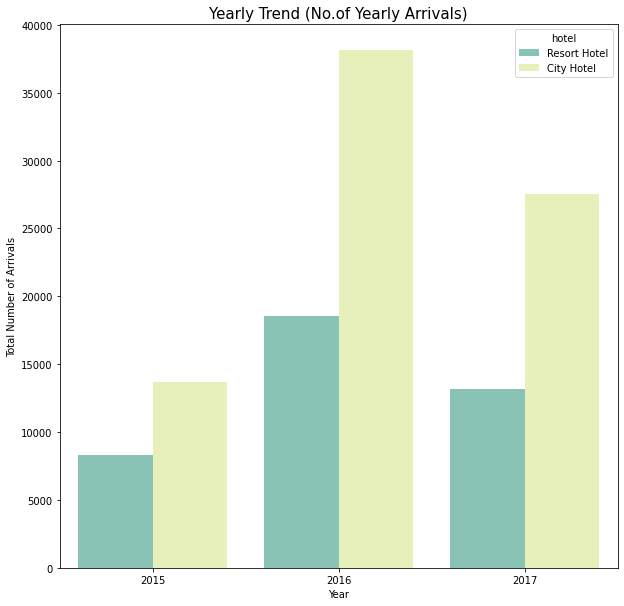 Yearly Trend (No.of Yearly Arrivals)
hotel
Resort Hotel
City Hotel
Total Number of Arrivals
40000
35000
30000
25000
20000
15000
10000
5000
0
2015 2016 2017
Year